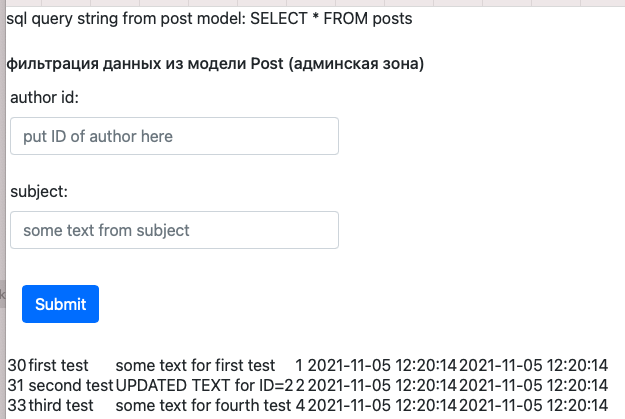 sql query string from post model: SELECT * FROM posts
фильтрация данных из модели Post (админская зона)
author id:
put ID of author here
subject:
some text from subject
Submit
30 first test some text for first test 1 2021-11-05 12:20:14 2021-11-05 12:20:14
31 second test UPDATED TEXT for ID=2 2 2021-11-05 12:20:14 2021-11-05 12:20:14
33 third test some text for fourth test 4 2021-11-05 12:20:14 2021-11-05 12:20:14